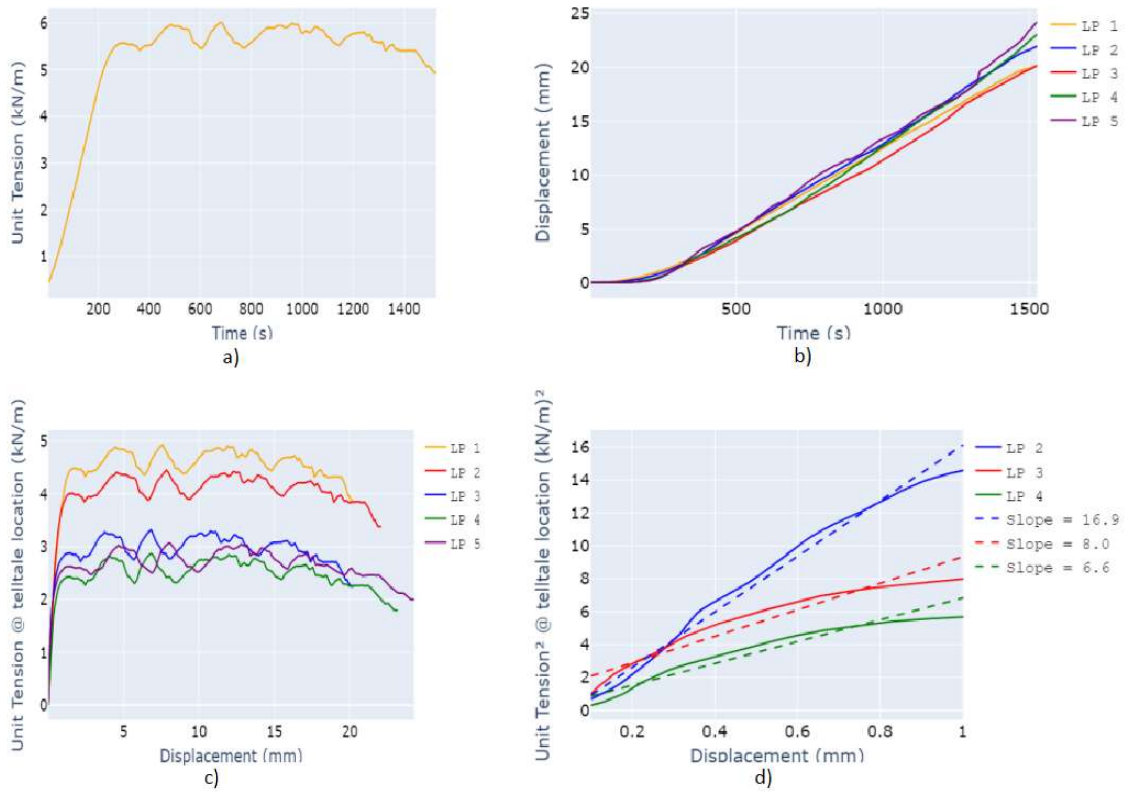 Unit Tension (kN/m)
6
5
4
3
2
1
200 400 600 800 1000 1200 1400
Time (s)
a)
Displacement (mm)
25
20
15
10
5
0
500 1000 1500
Time (s)
b)
LP 1
LP 2
LP 3
LP 4
LP 5
Unit Tension @ telltale location (kN/m)
5
4
3
2
1
0
5 10 15 20
Displacement (mm)
c)
LP 1
LP 2
LP 3
LP 4
LP 5
Unit Tension² @ telltale location (kN/m)²
16
14
12
10
8
6
4
2
0
0.2 0.4 0.6 0.8 1
Displacement (mm)
d)
LP 2
LP 3
LP 4
Slope = 16.9
Slope = 8.0
Slope = 6.6